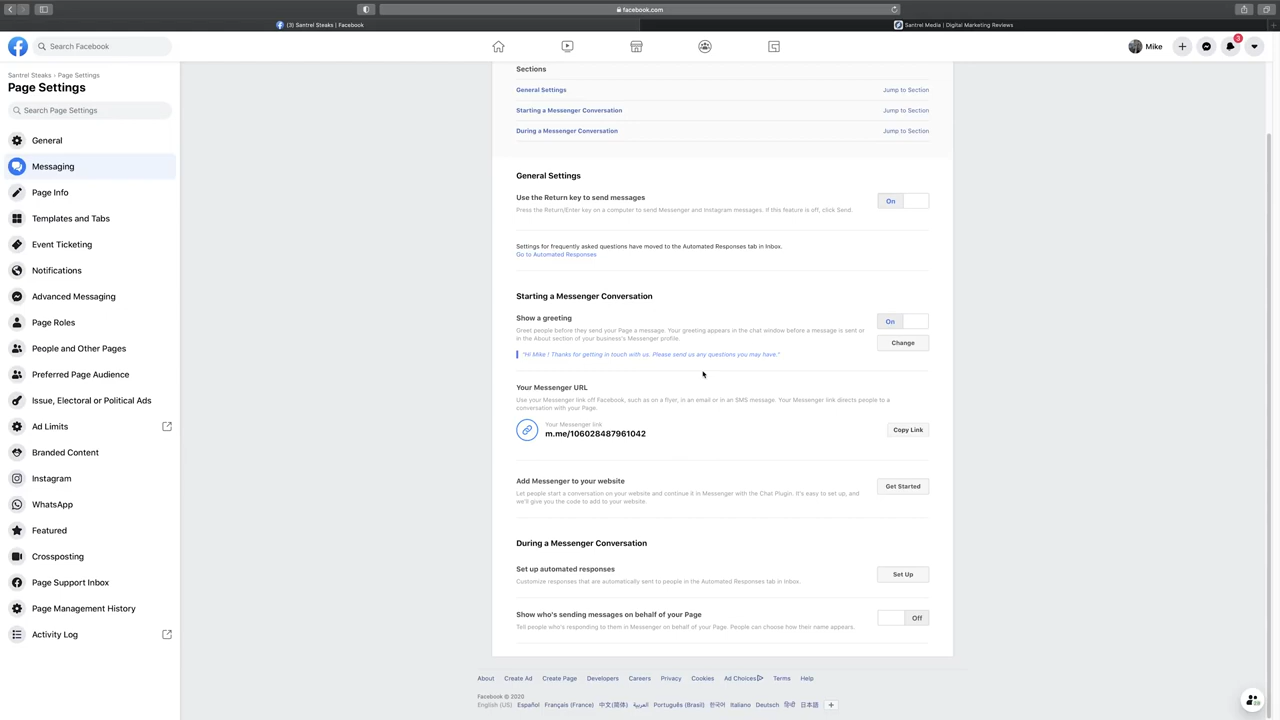 facebook.com
(3) Santrel Steaks | Facebook
Santrel Media | Digital Marketing Reviews
Search Facebook
Mike
3
Santrel Steaks › Page Settings
Page Settings
Search Page Settings
General
Messaging
Page Info
Templates and Tabs
Event Ticketing
Notifications
Advanced Messaging
Page Roles
People and Other Pages
Preferred Page Audience
Issue, Electoral or Political Ads
Ad Limits
Branded Content
Instagram
WhatsApp
Featured
Crossposting
Page Support Inbox
Page Management History
Activity Log
Sections
General Settings Jump to Section
Starting a Messenger Conversation Jump to Section
During a Messenger Conversation Jump to Section
General Settings
Use the Return key to send messages
On
Press the Return/Enter key on a computer to send Messenger and Instagram messages. If this feature is off, click Send.
Settings for frequently asked questions have moved to the Automated Responses tab in Inbox.
Go to Automated Responses
Starting a Messenger Conversation
Show a greeting
On
Greet people before they send your Page a message. Your greeting appears in the chat window before a message is sent or
in the About section of your business's Messenger profile.
Change
"Hi Mike ! Thanks for getting in touch with us. Please send us any questions you may have."
Your Messenger URL
Use your Messenger link off Facebook, such as on a flyer, in an email or in an SMS message. Your Messenger link directs people to a
conversation with your Page.
Your Messenger link
m.me/106028487961042
Copy Link
Add Messenger to your website
Get Started
Let people start a conversation on your website and continue it in Messenger with the Chat Plugin. It's easy to set up, and
we'll give you the code to add to your website.
During a Messenger Conversation
Set up automated responses
Set Up
Customize responses that are automatically sent to people in the Automated Responses tab in Inbox.
Show who's sending messages on behalf of your Page
Off
Tell people who's responding to them in Messenger on behalf of your Page. People can choose how their name appears.
About Create Ad Create Page Developers Careers Privacy Cookies Ad Choices Terms Help
Facebook © 2020
English (US) Español Français (France) 中文(简体) العربية Português (Brasil) 한국어 Italiano Deutsch हिन्दी 日本語 +